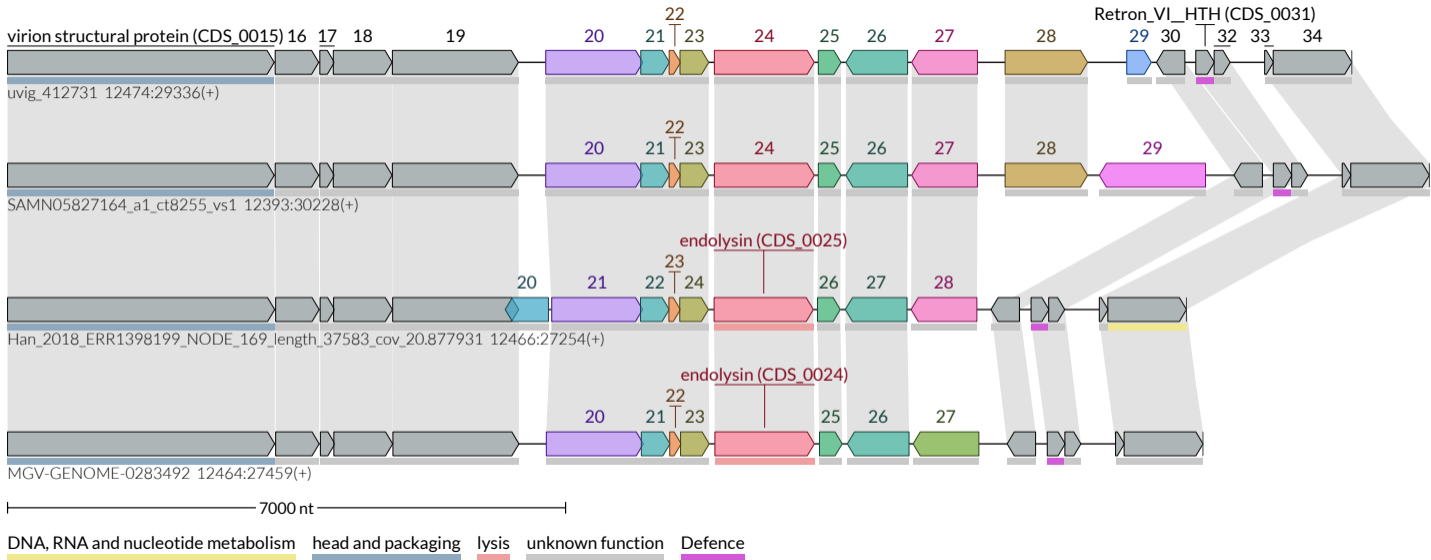 22 Retron_VI__HTH (CDS_0031)
virion structural protein (CDS_0015) 16 17 18 19 20 21 23 24 25 26 27 28 29 30 32 33 34
uvig_412731 12474:29336(+)
22
20 21 23 24 25 26 27 28 29
SAMN05827164_a1_ct8255_vs1 12393:30228(+)
endolysin (CDS_0025)
23
20 21 22 24 26 27 28
Han_2018_ERR1398199_NODE_169_length_37583_cov_20.877931 12466:27254(+)
endolysin (CDS_0024)
22
20 21 23 25 26 27
MGV-GENOME-0283492 12464:27459(+)
7000 nt
DNA, RNA and nucleotide metabolism head and packaging lysis unknown function Defence